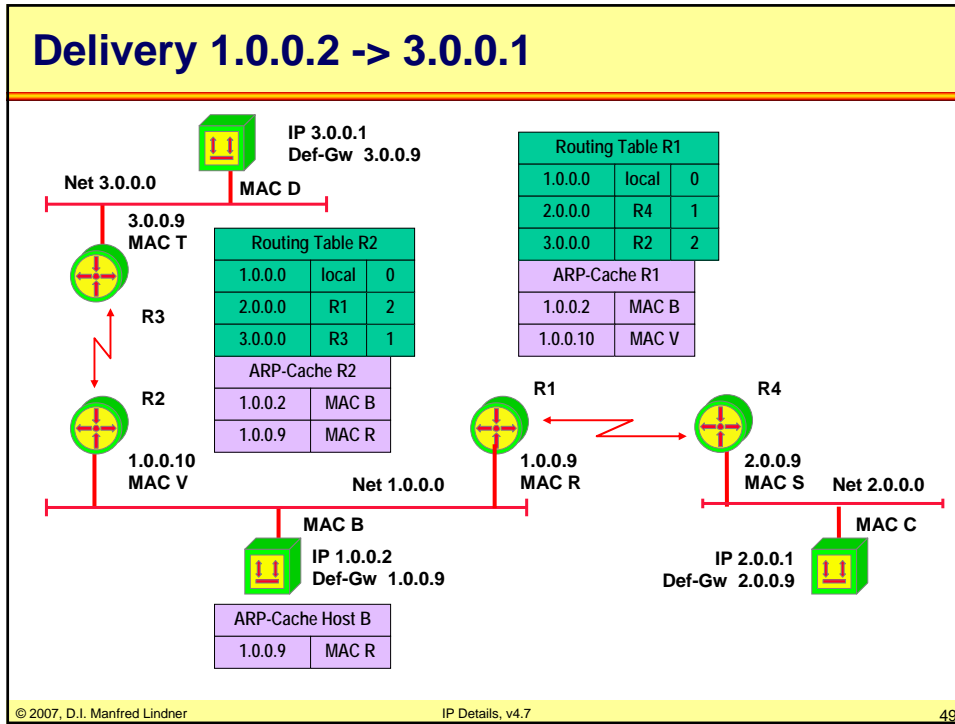 Delivery 1.0.0.2 -> 3.0.0.1
IP 3.0.0.1
Def-Gw 3.0.0.9
Net 3.0.0.0
MAC D
3.0.0.9
MAC T
R3
Routing Table R2
1.0.0.0 local 0
2.0.0.0 R1 2
3.0.0.0 R3 1
ARP-Cache R2
1.0.0.2 MAC B
1.0.0.9 MAC R
Routing Table R1
1.0.0.0 local 0
2.0.0.0 R4 1
3.0.0.0 R2 2
ARP-Cache R1
1.0.0.2 MAC B
1.0.0.10 MAC V
R2
1.0.0.10
MAC V
R1
1.0.0.9
MAC R
R4
2.0.0.9
MAC S
Net 1.0.0.0
Net 2.0.0.0
MAC B
IP 1.0.0.2
Def-Gw 1.0.0.9
MAC C
IP 2.0.0.1
Def-Gw 2.0.0.9
ARP-Cache Host B
1.0.0.9 MAC R
© 2007, D.I. Manfred Lindner
IP Details, v4.7
49